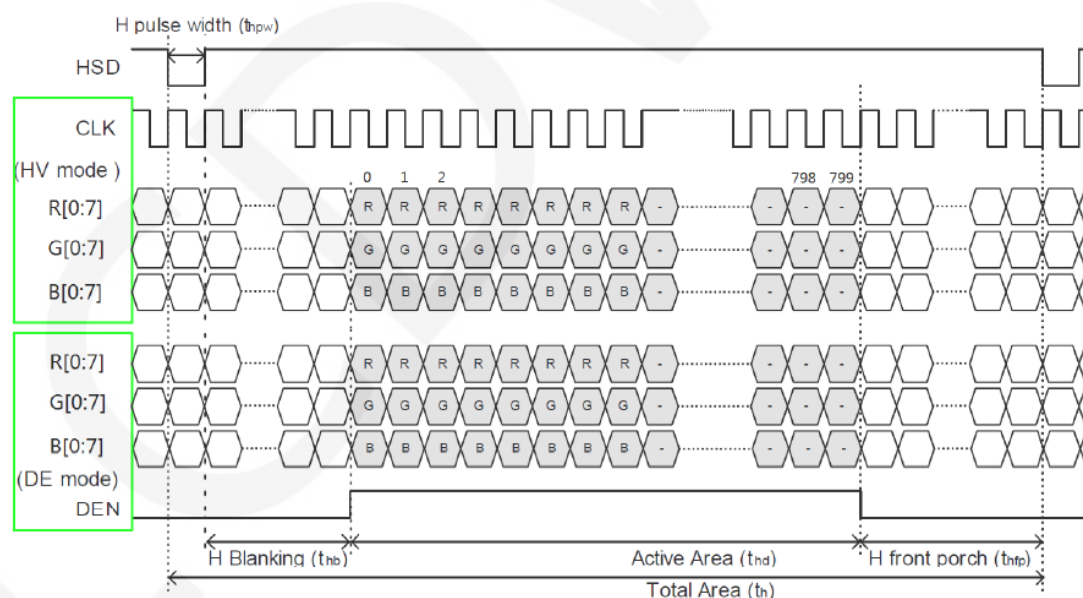 H pulse width (thpw)
HSD
CLK
(HV mode )
0 1 2 798 799
R[0:7] R R R R R R R R - - - -
G[0:7] G G G G G G G G - - - -
B[0:7] B B B B B B B B - - - -
R[0:7] R R R R R R R R - - - -
G[0:7] G G G G G G G G - - - -
B[0:7] B B B B B B B B - - - -
(DE mode)
DEN
H Blanking (thb) Active Area (thd) H front porch (thfp)
Total Area (th)